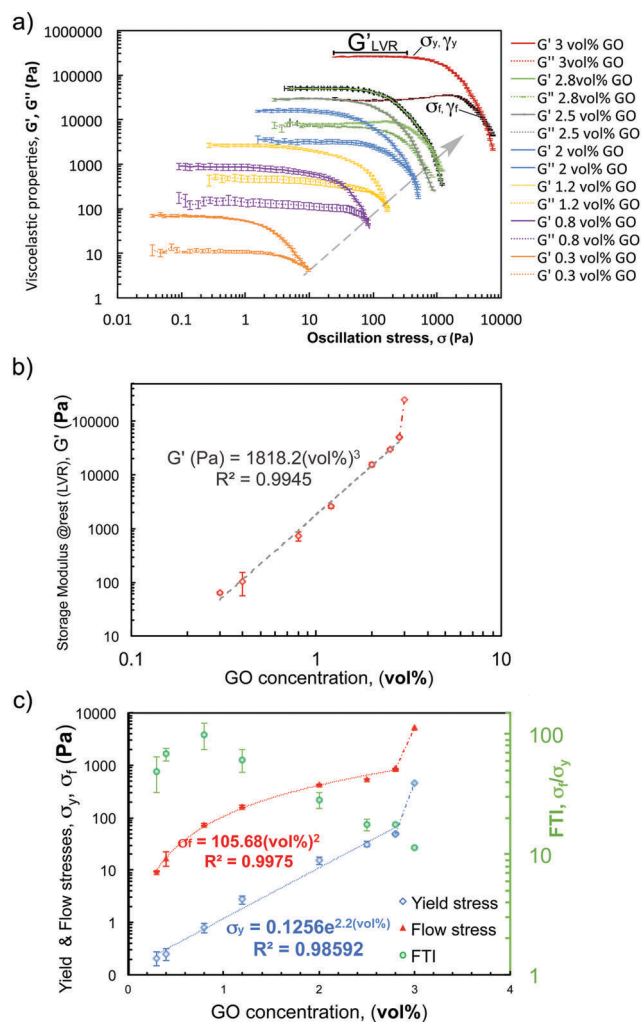 a)
Viscoelastic properties, G', G'' (Pa)
1000000
100000
10000
1000
100
10
1
0.01
0.1
1
10
100
1000
10000
Oscillation stress, σ (Pa)
G'LVR
σy, γy
σf, γf
G' 3 vol% GO
G'' 3vol% GO
G' 2.8vol% GO
G'' 2.8vol% GO
G' 2.5 vol% GO
G'' 2.5 vol% GO
G' 2 vol% GO
G'' 2 vol% GO
G' 1.2 vol% GO
G'' 1.2 vol% GO
G' 0.8 vol% GO
G'' 0.8 vol% GO
G' 0.3 vol% GO
G' 0.3 vol% GO
b)
Storage Modulus @rest (LVR), G' (Pa)
100000
10000
1000
100
10
1
G' (Pa) = 1818.2(vol%)³
R² = 0.9945
0.1
1
10
GO concentration, (vol%)
c)
Yield & Flow stresses, σy, σf (Pa)
10000
1000
100
10
1
0
σf = 105.68(vol%)²
R² = 0.9975
σy = 0.1256e2.2(vol%)
R² = 0.98592
Yield stress
Flow stress
FTI
100
10
1
FTI, σf/σy
0
1
2
3
4
GO concentration, (vol%)